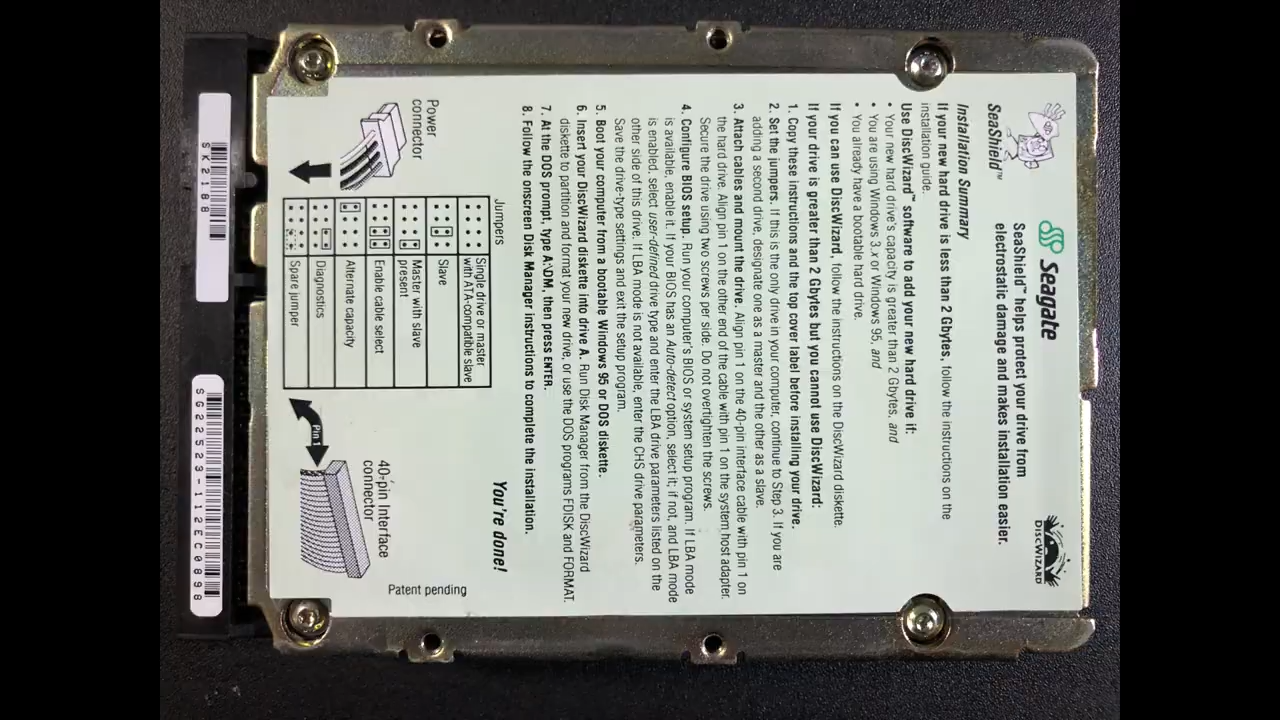 SeaShield™
Seagate
DISCWIZARD
SeaShield™ helps protect your drive from
electrostatic damage and makes installation easier.
Installation Summary
If your new hard drive is less than 2 Gbytes, follow the instructions on the
installation guide.
Use DiscWizard™ software to add your new hard drive if:
• Your new hard drive's capacity is greater than 2 Gbytes, and
• You are using Windows 3.x or Windows 95, and
• You already have a bootable hard drive.
If you can use DiscWizard, follow the instructions on the DiscWizard diskette.
If your drive is greater than 2 Gbytes but you cannot use DiscWizard:
1. Copy these instructions and the top cover label before installing your drive.
2. Set the jumpers. If this is the only drive in your computer, continue to Step 3. If you are
adding a second drive, designate one as a master and the other as a slave.
3. Attach cables and mount the drive. Align pin 1 on the 40-pin interface cable with pin 1 on
the hard drive. Align pin 1 on the other end of the cable with pin 1 on the system host adapter.
Secure the drive using two screws per side. Do not overtighten the screws.
4. Configure BIOS setup. Run your computer's BIOS or system setup program. If LBA mode
is available, enable it. If your BIOS has an Auto-detect option, select it; if not, and LBA mode
is enabled, select user-defined drive type and enter the LBA drive parameters listed on the
other side of this drive. If LBA mode is not available, enter the CHS drive parameters.
Save the drive-type settings and exit the setup program.
5. Boot your computer from a bootable Windows 95 or DOS diskette.
6. Insert your DiscWizard diskette into drive A. Run Disk Manager from the DiscWizard
diskette to partition and format your new drive, or use the DOS programs FDISK and FORMAT.
7. At the DOS prompt, type A:\DM, then press ENTER.
8. Follow the onscreen Disk Manager instructions to complete the installation.
You're done!
Power
connector
Jumpers
Single drive or master
with ATA-compatible slave
Slave
Master with slave
present
Enable cable select
Alternate capacity
Diagnostics
Spare jumper
Pin 1
40-pin Interface
connector
Patent pending
SK2188
SG22523-112EC0898